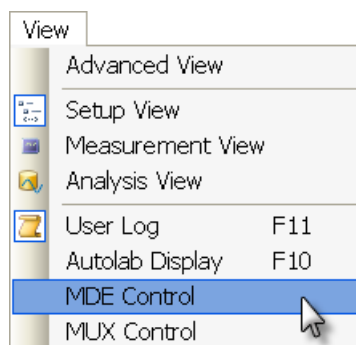 View
Advanced View
Setup View
Measurement View
Analysis View
User Log F11
Autolab Display F10
MDE Control
MUX Control